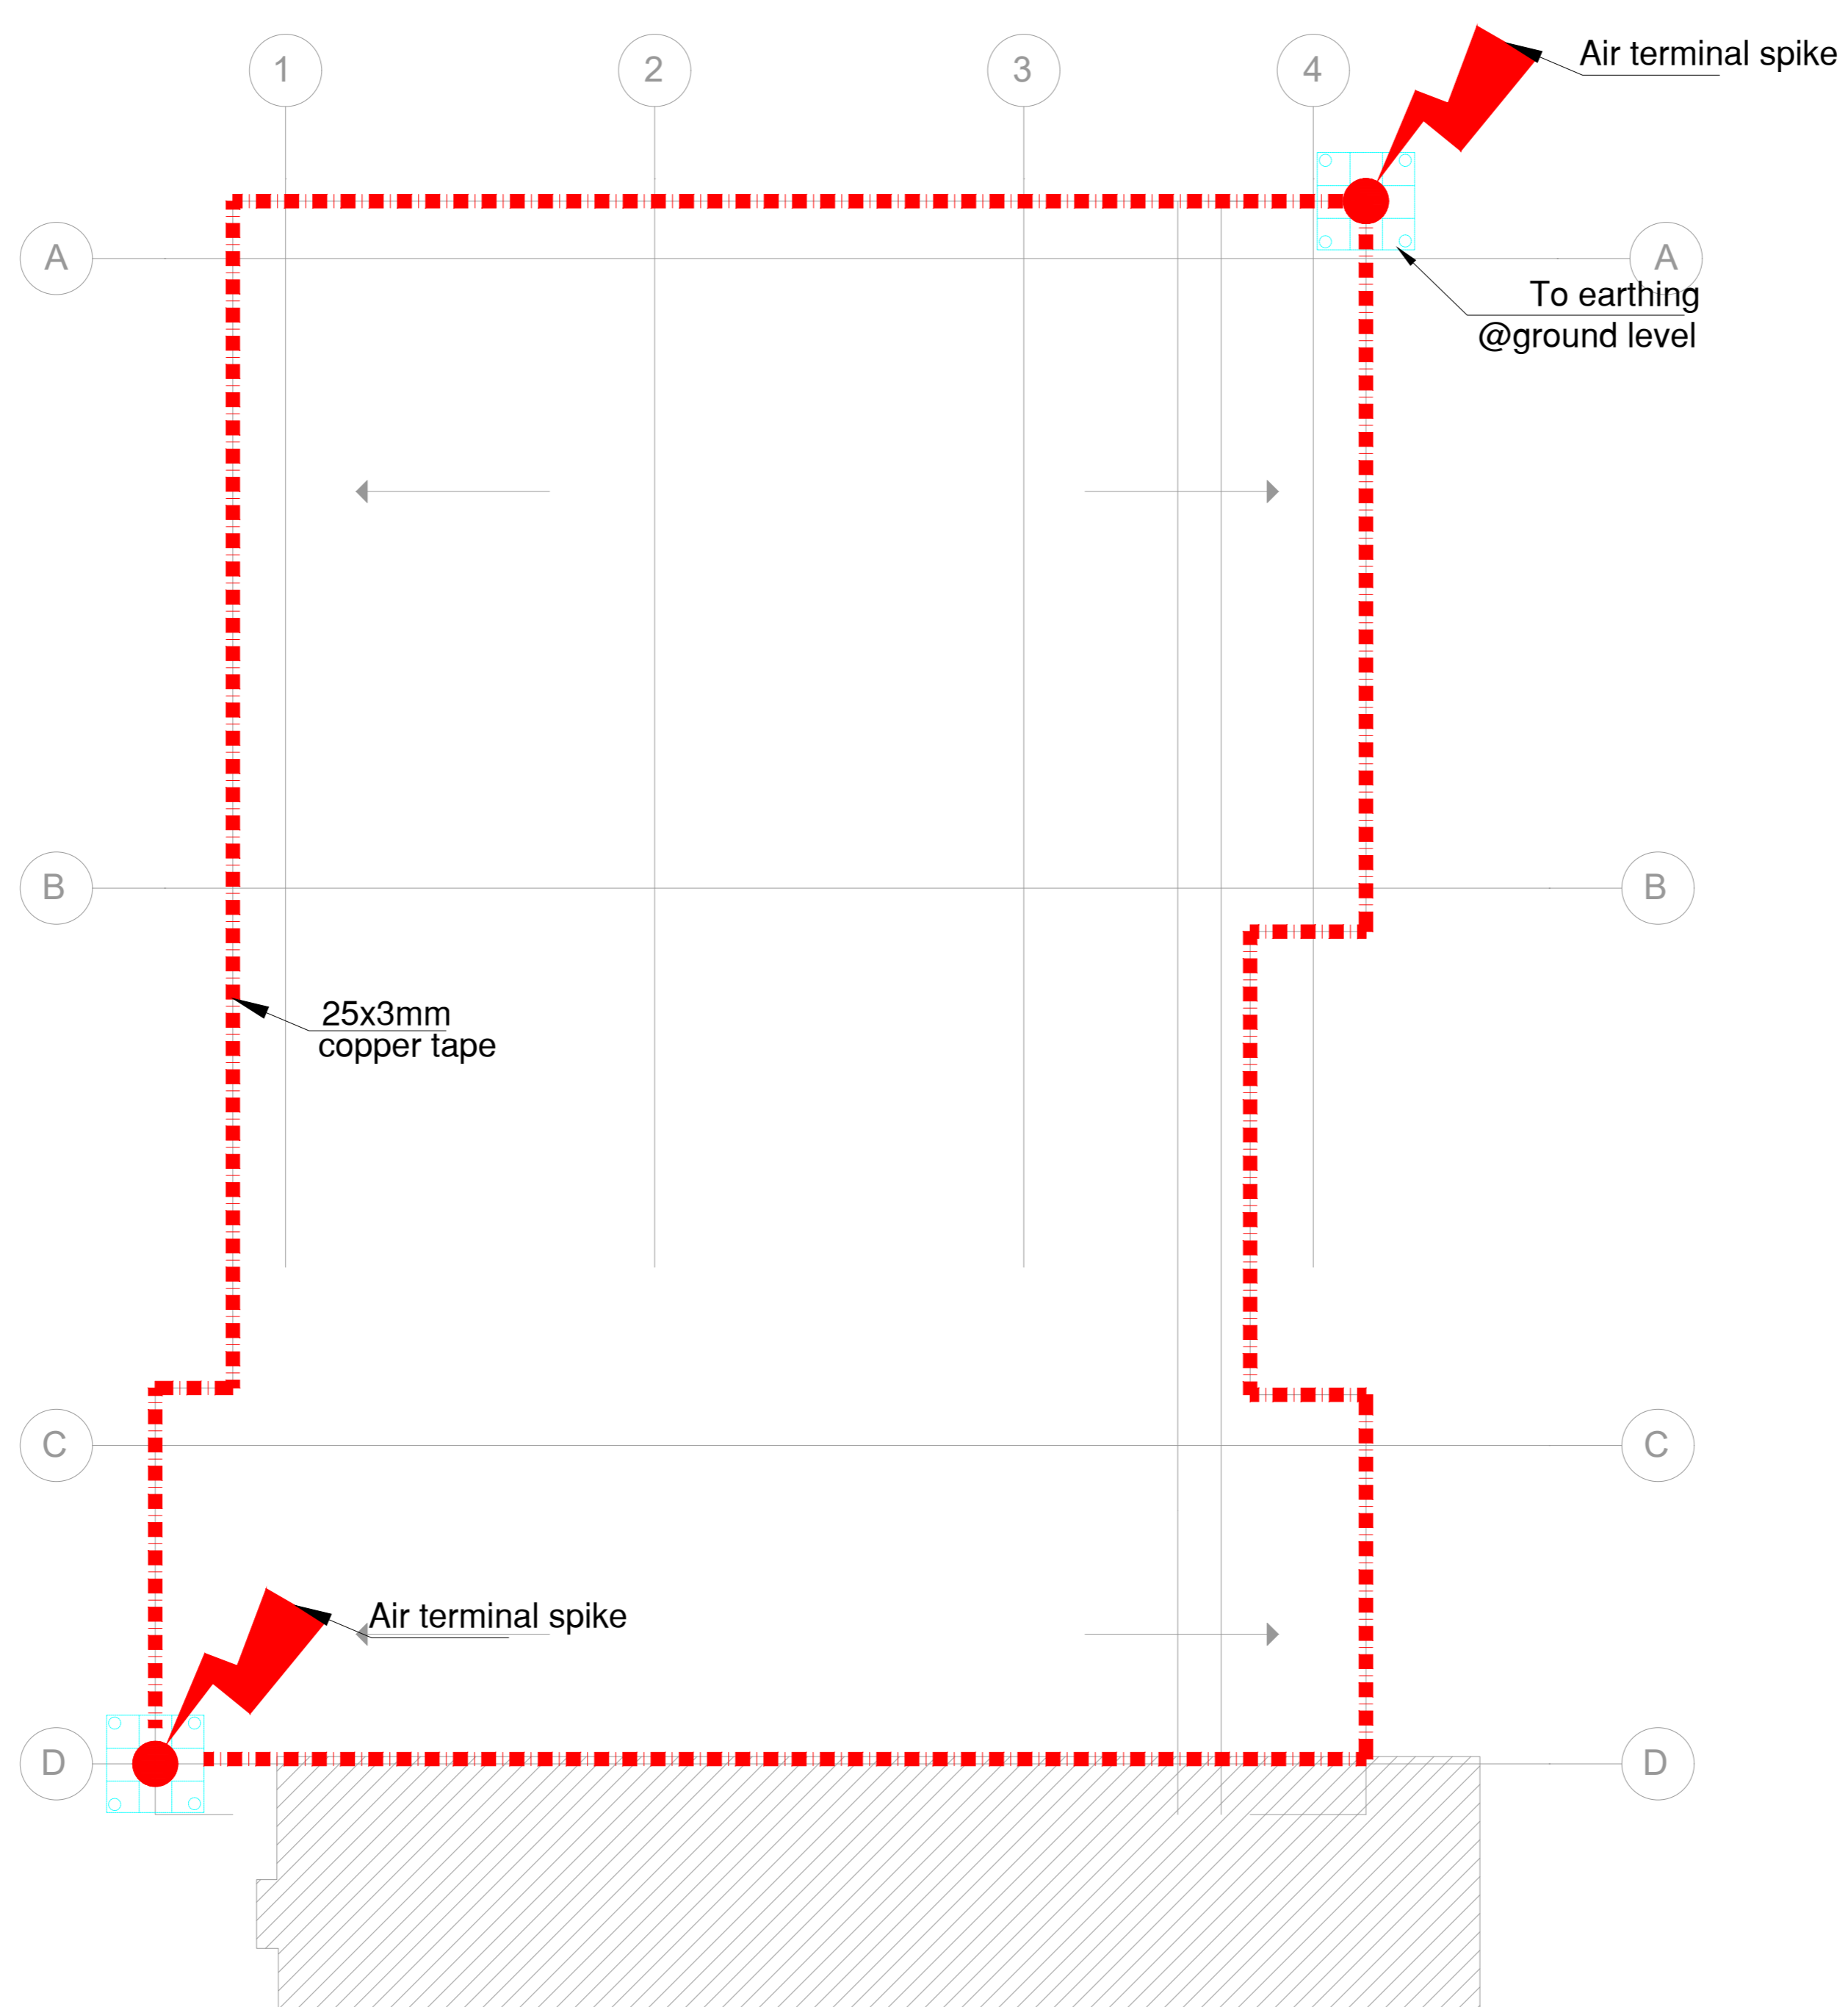 1
2
3
4
Air terminal spike
A
A
To earthing
@ground level
B
B
25x3mm
copper tape
C
C
Air terminal spike
D
D